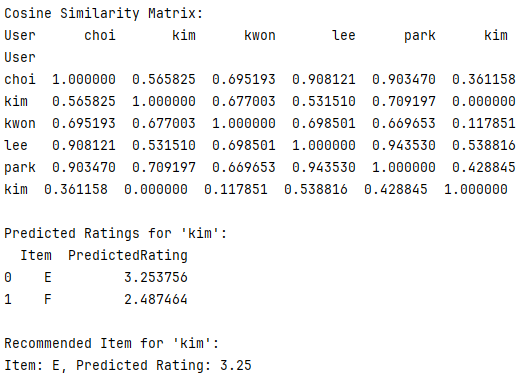 Cosine Similarity Matrix:
User choi kim kwon lee park kim
User
choi 1.000000 0.565825 0.695193 0.908121 0.903470 0.361158
kim 0.565825 1.000000 0.677003 0.531510 0.709197 0.000000
kwon 0.695193 0.677003 1.000000 0.698501 0.669653 0.117851
lee 0.908121 0.531510 0.698501 1.000000 0.943530 0.538816
park 0.903470 0.709197 0.669653 0.943530 1.000000 0.428845
kim 0.361158 0.000000 0.117851 0.538816 0.428845 1.000000
Predicted Ratings for 'kim':
Item PredictedRating
0 E 3.253756
1 F 2.487464
Recommended Item for 'kim':
Item: E, Predicted Rating: 3.25